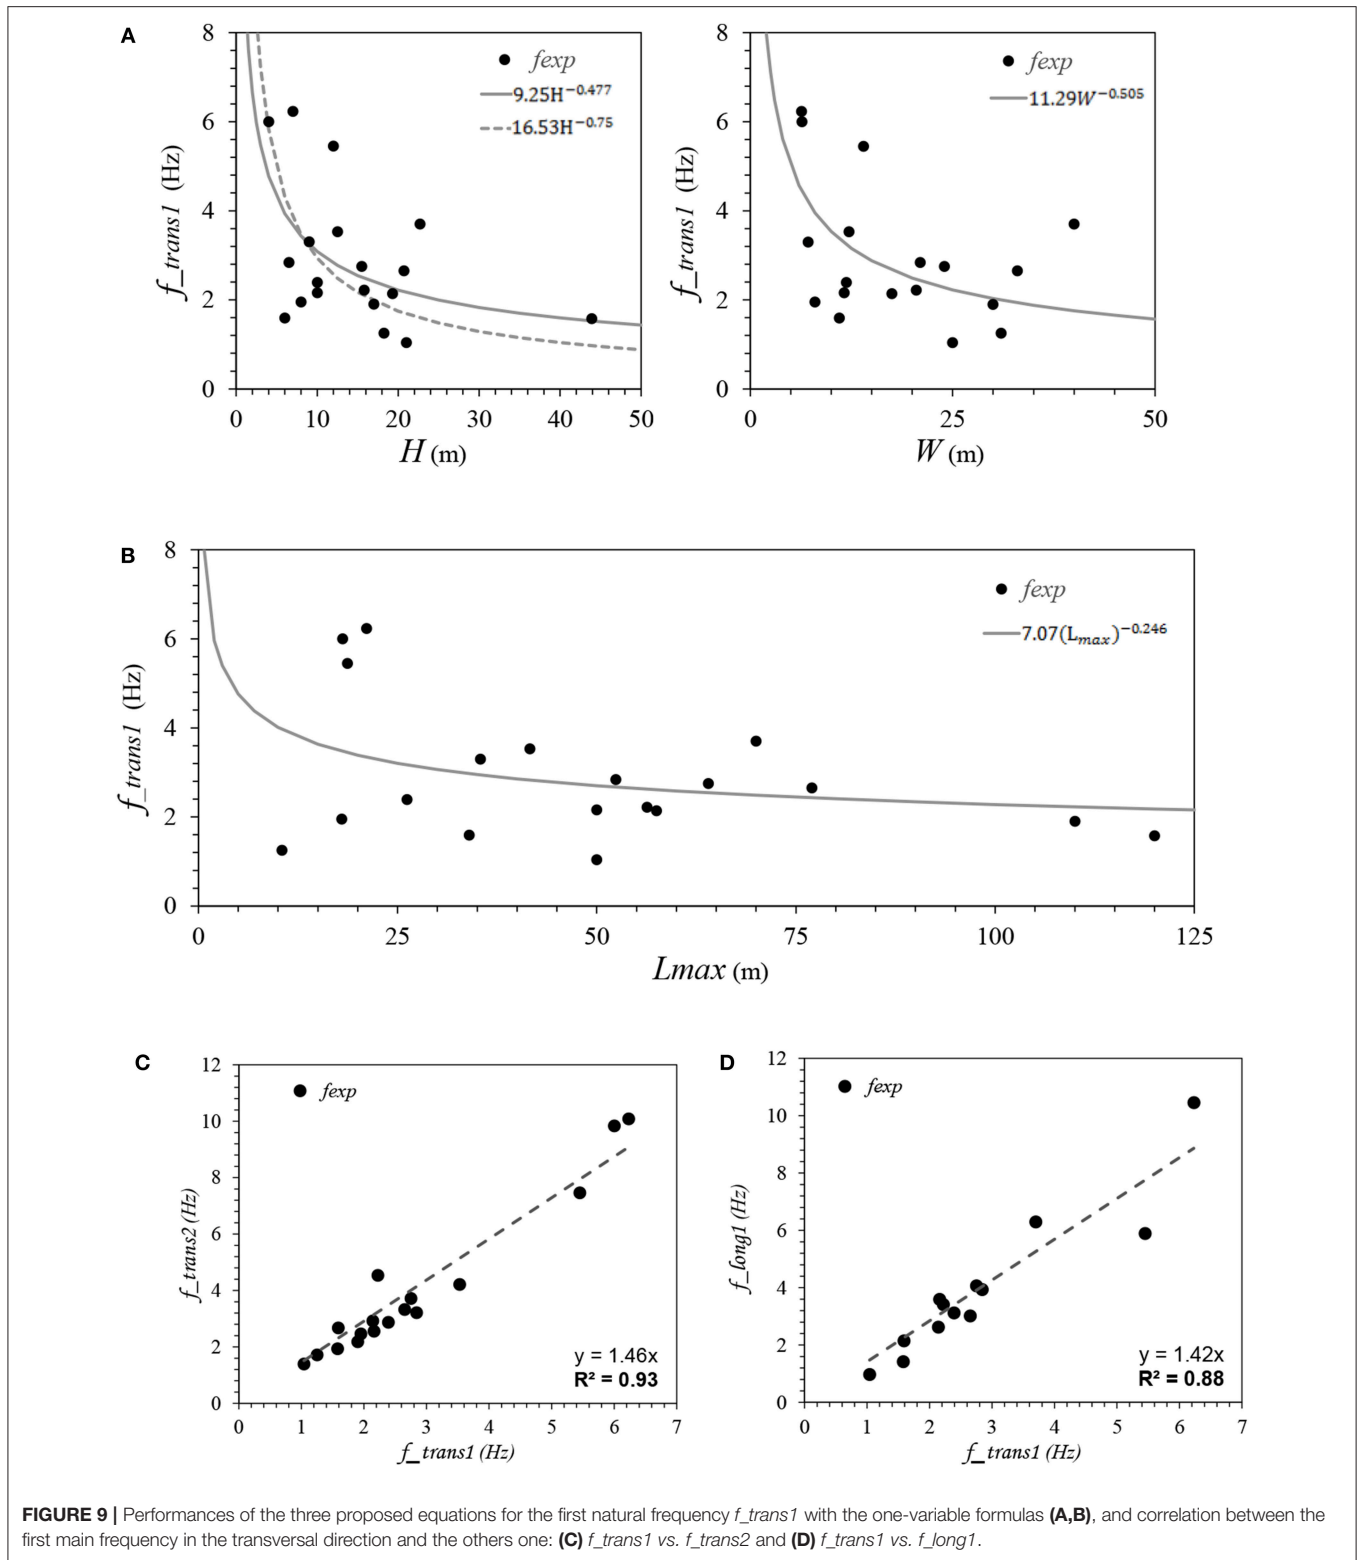 A
8
6
4
2
0
f_trans1 (Hz)
fexp
9.25H^−0.477
16.53H^−0.75
0 10 20 30 40 50
H (m)
8
6
4
2
0
f_trans1 (Hz)
fexp
11.29W^−0.505
0 25 50
W (m)
B
8
6
4
2
0
f_trans1 (Hz)
fexp
7.07(L_max)^−0.246
0 25 50 75 100 125
Lmax (m)
C
12
10
8
6
4
2
0
f_trans2 (Hz)
fexp
y = 1.46x
R² = 0.93
0 1 2 3 4 5 6 7
f_trans1 (Hz)
D
12
10
8
6
4
2
0
f_long1 (Hz)
fexp
y = 1.42x
R² = 0.88
0 1 2 3 4 5 6 7
f_trans1 (Hz)
FIGURE 9 | Performances of the three proposed equations for the first natural frequency f_trans1 with the one-variable formulas (A,B), and correlation between the
first main frequency in the transversal direction and the others one: (C) f_trans1 vs. f_trans2 and (D) f_trans1 vs. f_long1.